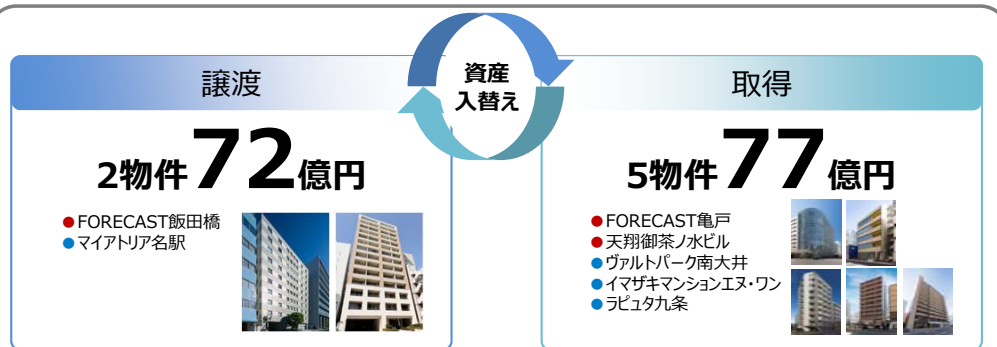 資産
入替え
譲渡
2物件72億円
●FORECAST飯田橋
●マイアトリア名駅
取得
5物件77億円
●FORECAST亀戸
●天翔御茶ノ水ビル
●ヴァルトパーク南大井
●イマザキマンションエヌ・ワン
●ラピュタ九条